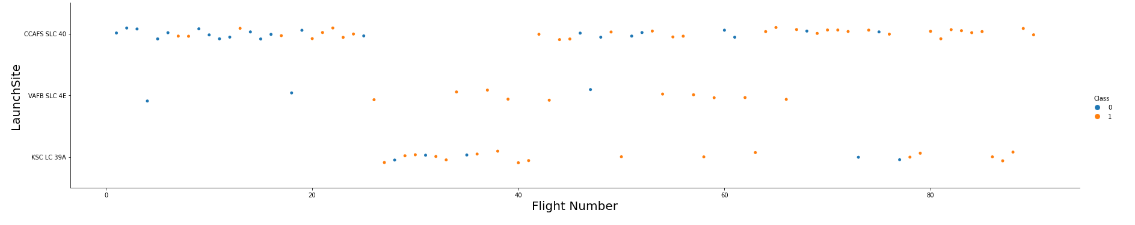 LaunchSite
CCAFS SLC 40
VAFB SLC 4E
KSC LC 39A
0
20
40
60
80
Flight Number
Class
0
1